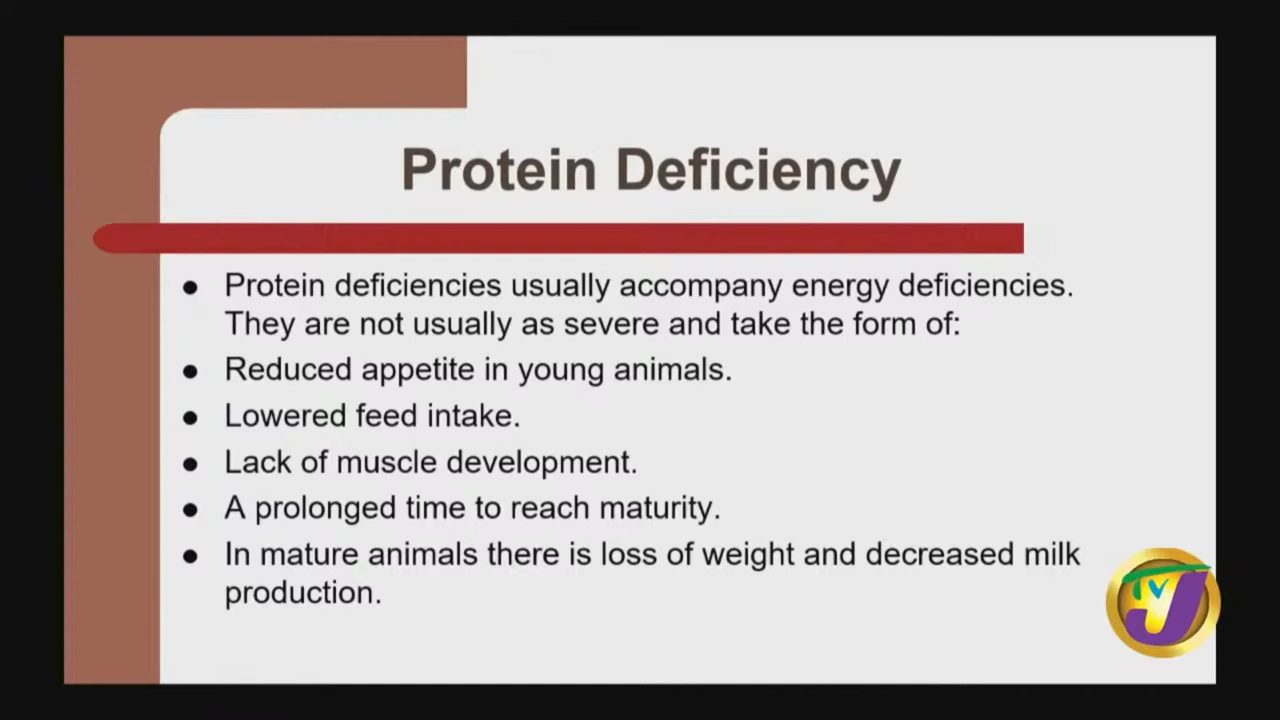 Protein Deficiency
● Protein deficiencies usually accompany energy deficiencies.
They are not usually as severe and take the form of:
● Reduced appetite in young animals.
● Lowered feed intake.
● Lack of muscle development.
● A prolonged time to reach maturity.
● In mature animals there is loss of weight and decreased milk
production.
TVJ